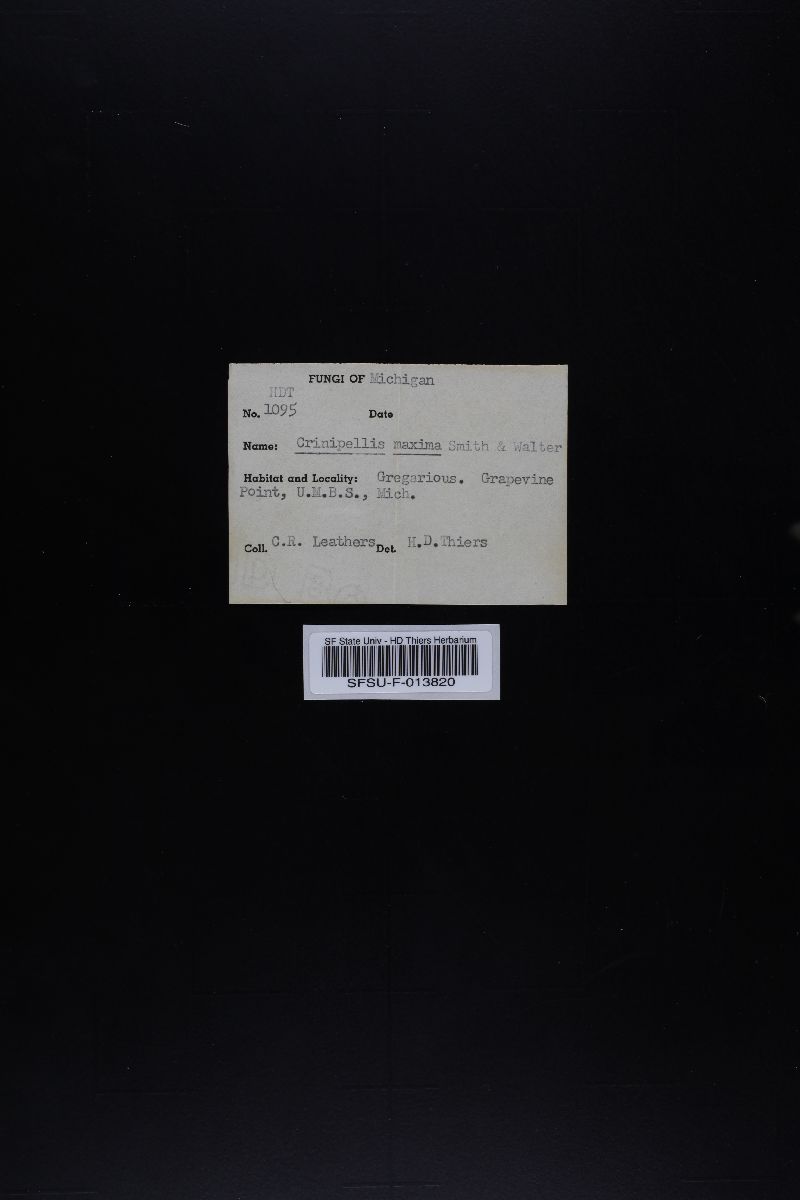 FUNGI OF Michigan
HDT
No. 1095 Date
Name: Crinipellis maxima Smith & Walter
Habitat and Locality: Gregarious. Grapevine
Point, U.M.B.S., Mich.
Coll. C.R. Leathers Det. H.D.Thiers
SF State Univ - HD Thiers Herbarium
SFSU-F-013820